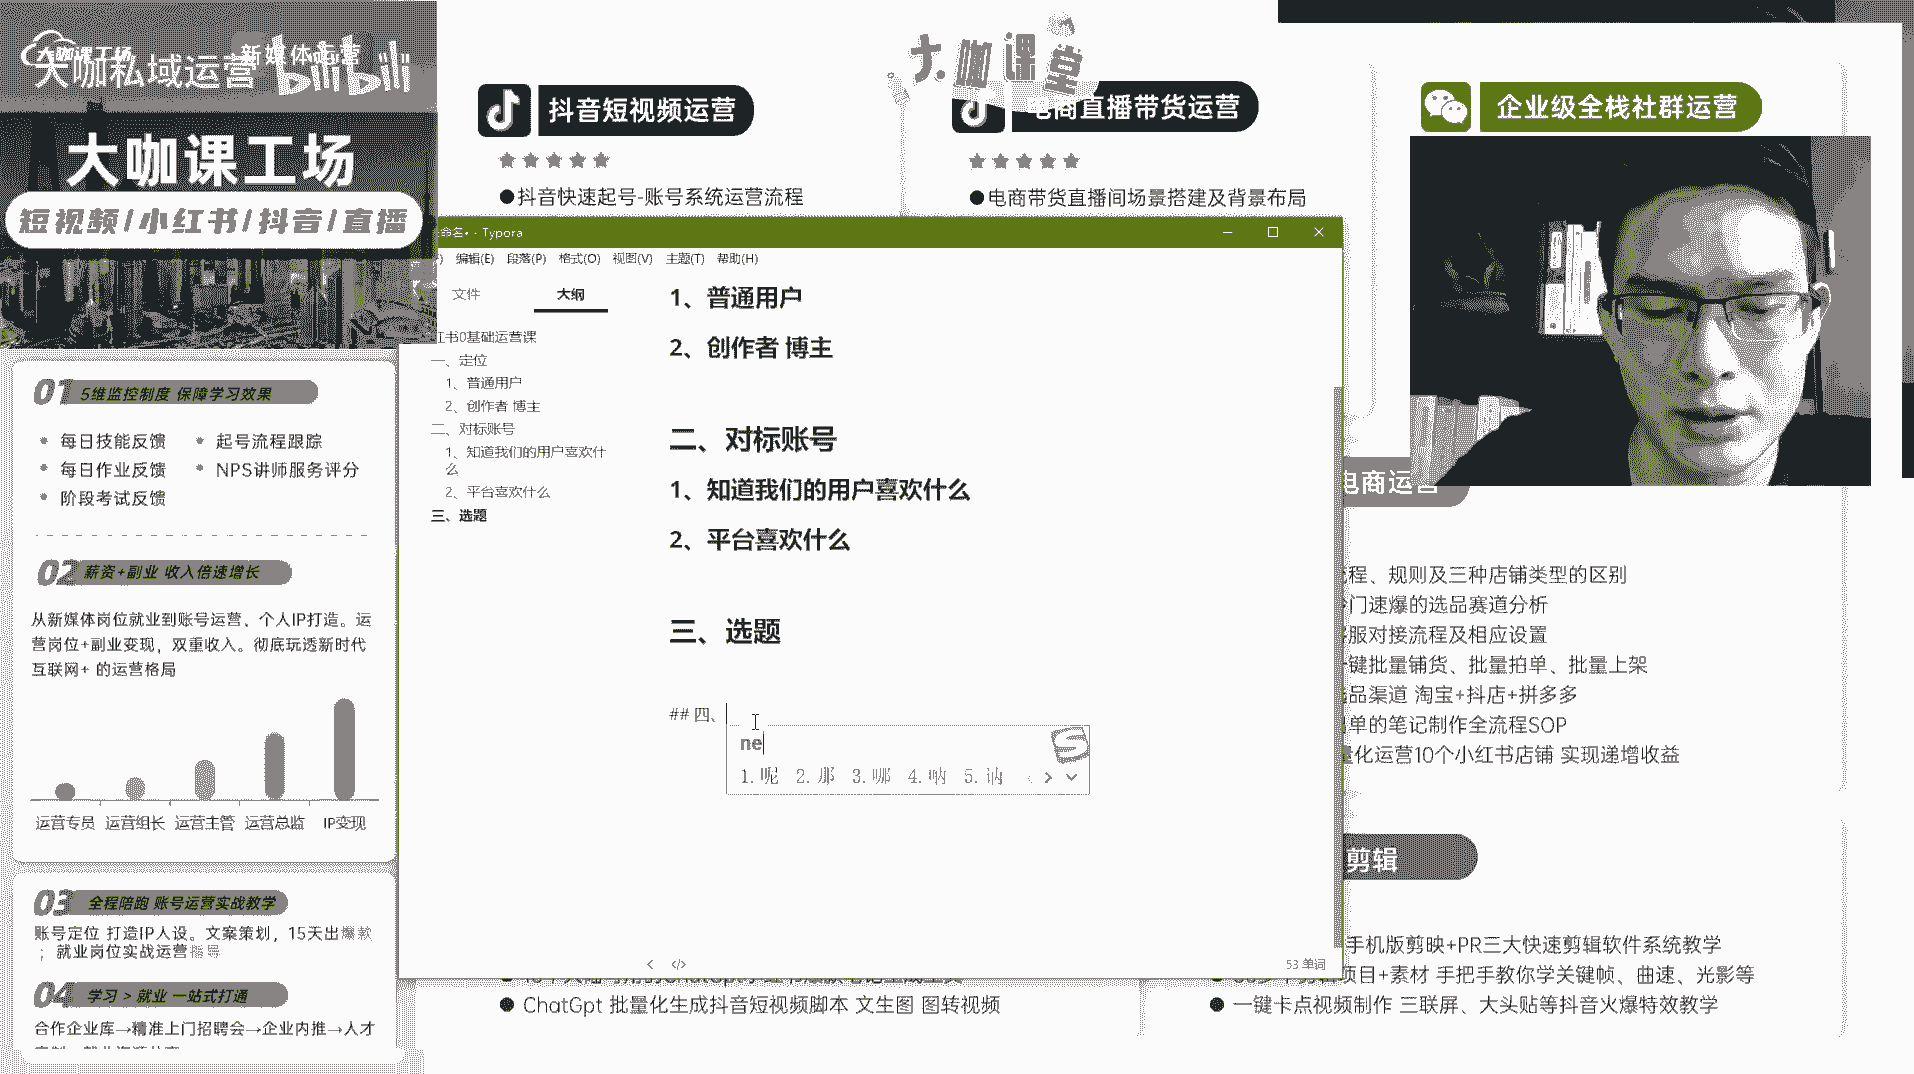 大咖课工场
新媒体运营
大咖私域运营
bilibili
大咖课工场
短视频/小红书/抖音/直播
01 5维监控制度 保障学习效果
每日技能反馈
起号流程跟踪
每日作业反馈
NPS讲师服务评分
阶段考试反馈
02 薪资+副业 收入倍速增长
从新媒体岗位就业到账号运营、个人IP打造。运
营岗位+副业变现，双重收入。彻底玩透新时代
互联网+ 的运营格局
运营专员 运营组长 运营主管 运营总监 IP变现
03 全程陪跑 账号运营实战教学
账号定位 打造IP人设。文案策划，15天出爆款
；就业岗位实战运营指导
04 学习 > 就业 一站式打通
合作企业库→精准上门招聘会→企业内推→人才
大咖课堂
抖音短视频运营
●抖音快速起号-账号系统运营流程
电商直播带货运营
●电商带货直播间场景搭建及背景布局
企业级全栈社群运营
命名• - Typora
编辑(E) 段落(P) 格式(O) 视图(V) 主题(T) 帮助(H)
文件 大纲
书0基础运营课
一、定位
1、普通用户
2、创作者 博主
二、对标账号
1、知道我们的用户喜欢什
么
2、平台喜欢什么
三、选题
1、普通用户
2、创作者 博主
二、对标账号
1、知道我们的用户喜欢什么
2、平台喜欢什么
三、选题
## 四、
ne
1.呢 2.那 3.哪 4.呐 5.讷
53 单词
电商运营
程、规则及三种店铺类型的区别
门速爆的选品赛道分析
服对接流程及相应设置
键批量铺货、批量拍单、批量上架
品渠道 淘宝+抖店+拼多多
单的笔记制作全流程SOP
量化运营10个小红书店铺 实现递增收益
剪辑
手机版剪映+PR三大快速剪辑软件系统教学
项目+素材 手把手教你学关键帧、曲速、光影等
● 一键卡点视频制作 三联屏、大头贴等抖音火爆特效教学
● ChatGpt 批量化生成抖音短视频脚本 文生图 图转视频